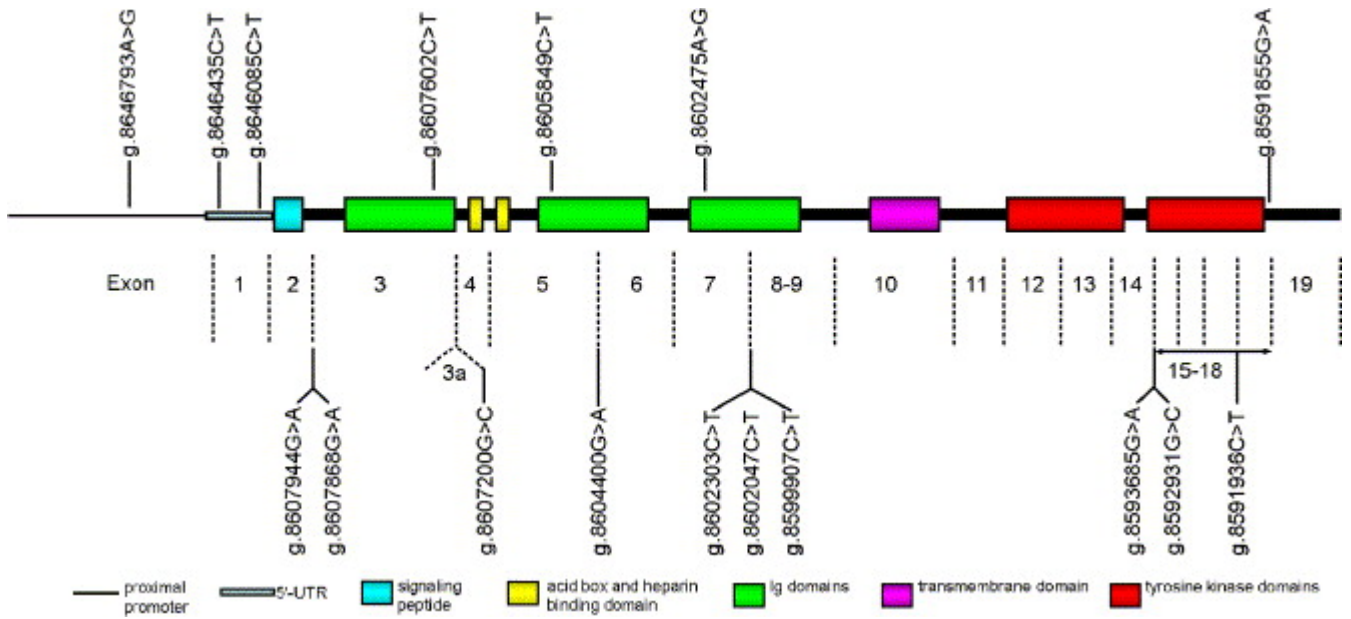 g.8646793A>G
g.8646435C>T
g.8646085C>T
g.8607602C>T
g.8605849C>T
g.8602475A>G
g.8591855G>A
Exon 1 2 3 4 5 6 7 8-9 10 11 12 13 14 19
3a
15-18
g.8607944G>A
g.8607868G>A
g.8607200G>C
g.8604400G>A
g.8602303C>T
g.8602047C>T
g.8599907C>T
g.8593685G>A
g.8592931G>C
g.8591936C>T
proximal
promoter
5'-UTR
signaling
peptide
acid box and heparin
binding domain
Ig domains
transmembrane domain
tyrosine kinase domains